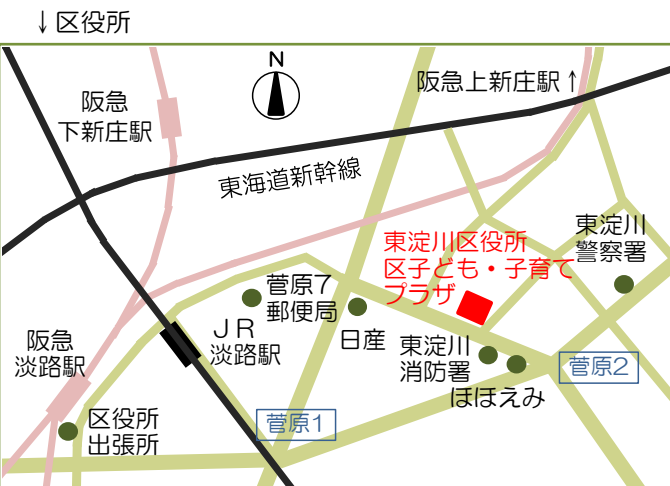 ↓区役所
N
阪急上新庄駅↑
阪急
下新庄駅
東海道新幹線
東淀川区役所
区子ども・子育て
プラザ
東淀川
警察署
菅原7
郵便局
日産
JR
淡路駅
阪急
淡路駅
東淀川
消防署
ほほえみ
菅原2
菅原1
区役所
出張所